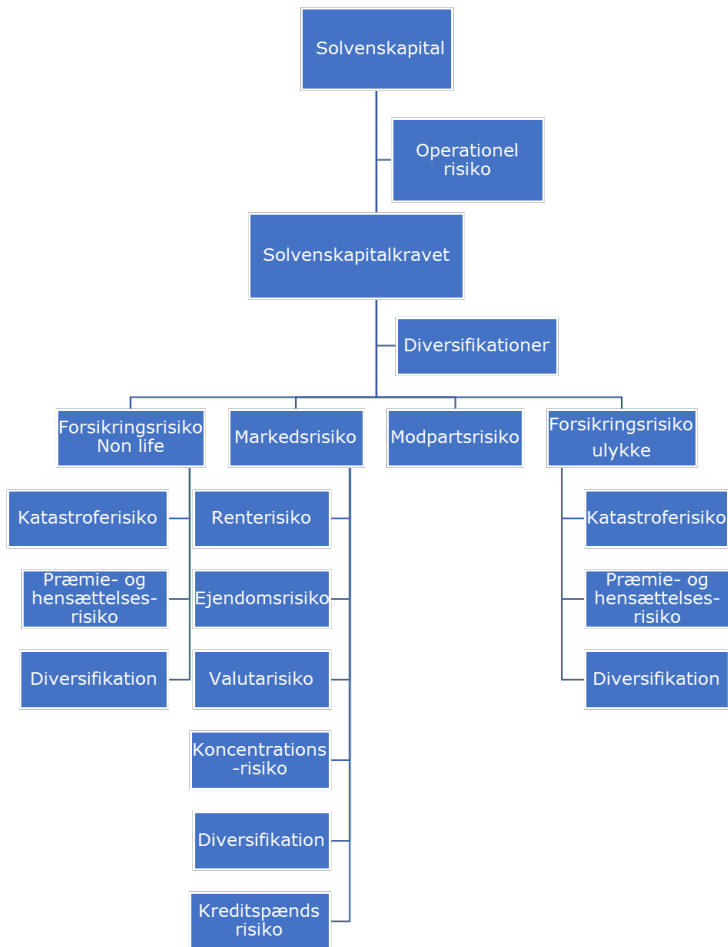 Solvenskapital
Operationel
risiko
Solvenskapitalkravet
Diversifikationer
Forsikringsrisiko
Non life
Markedsrisiko
Modpartsrisiko
Forsikringsrisiko
ulykke
Katastroferisiko
Præmie- og
hensættelses-
risiko
Diversifikation
Renterisiko
Ejendomsrisiko
Valutarisiko
Koncentrations
-risiko
Diversifikation
Kreditspænds
risiko
Katastroferisiko
Præmie- og
hensættelses-
risiko
Diversifikation